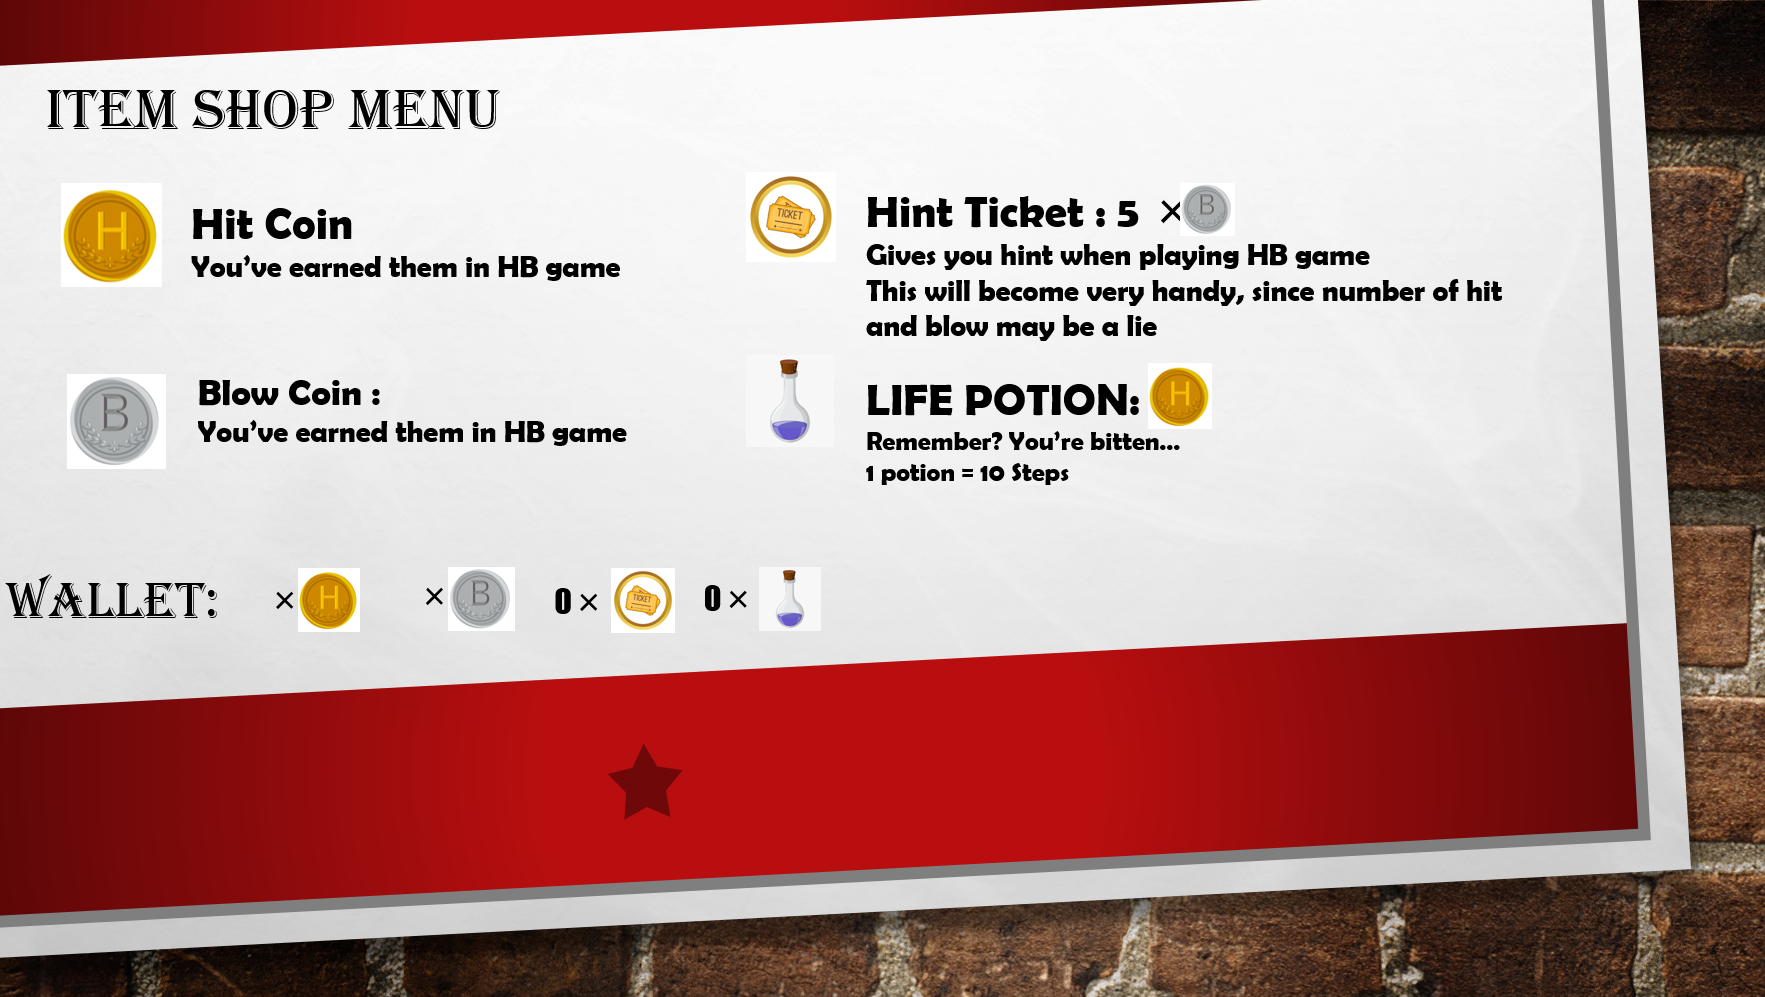 ITEM SHOP MENU
H
Hit Coin
You've earned them in HB game
B
Blow Coin :
You've earned them in HB game
TICKET
Hint Ticket : 5 × B
Gives you hint when playing HB game
This will become very handy, since number of hit
and blow may be a lie
LIFE POTION: H
Remember? You're bitten...
1 potion = 10 Steps
WALLET: × H × B 0 × TICKET 0 ×